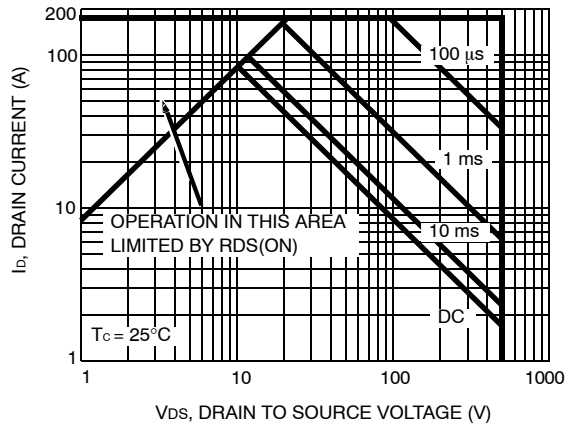 200
100
10
1
ID, DRAIN CURRENT (A)
100 µs
1 ms
10 ms
DC
OPERATION IN THIS AREA
LIMITED BY RDS(ON)
TC = 25°C
1
10
100
1000
VDS, DRAIN TO SOURCE VOLTAGE (V)